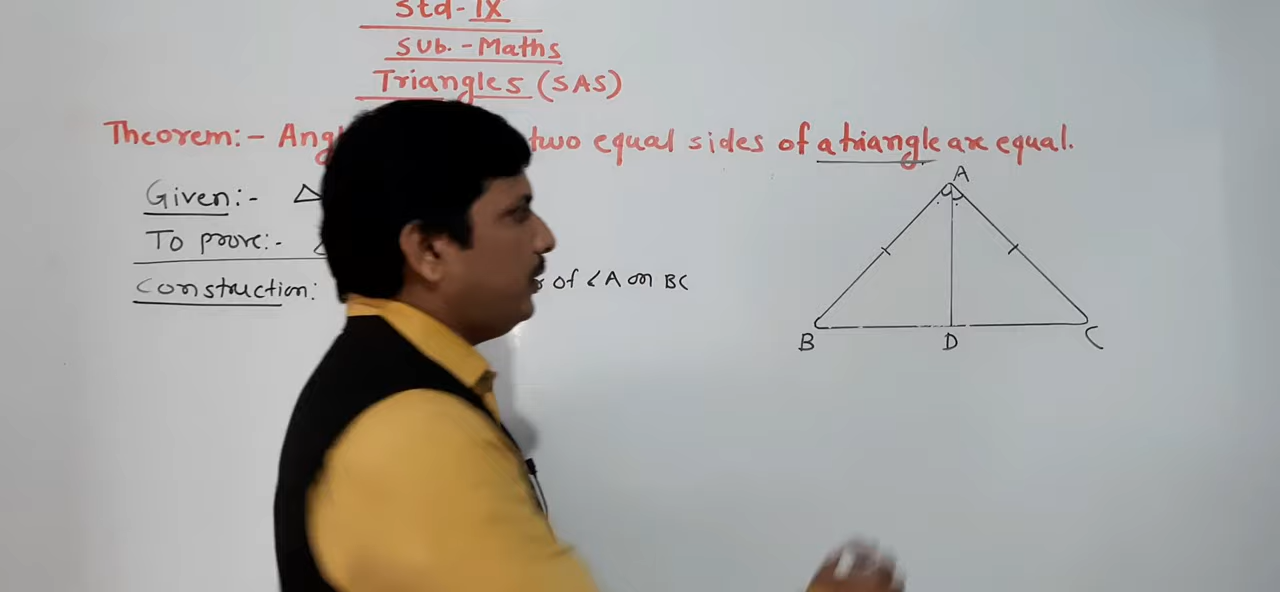 Std-IX
Sub.-Maths
Triangles (SAS)
Theorem:- two equal sides of a triangle are equal.
Given:- △
To prove:-
Construction: of ∠A on BC
A
B D C